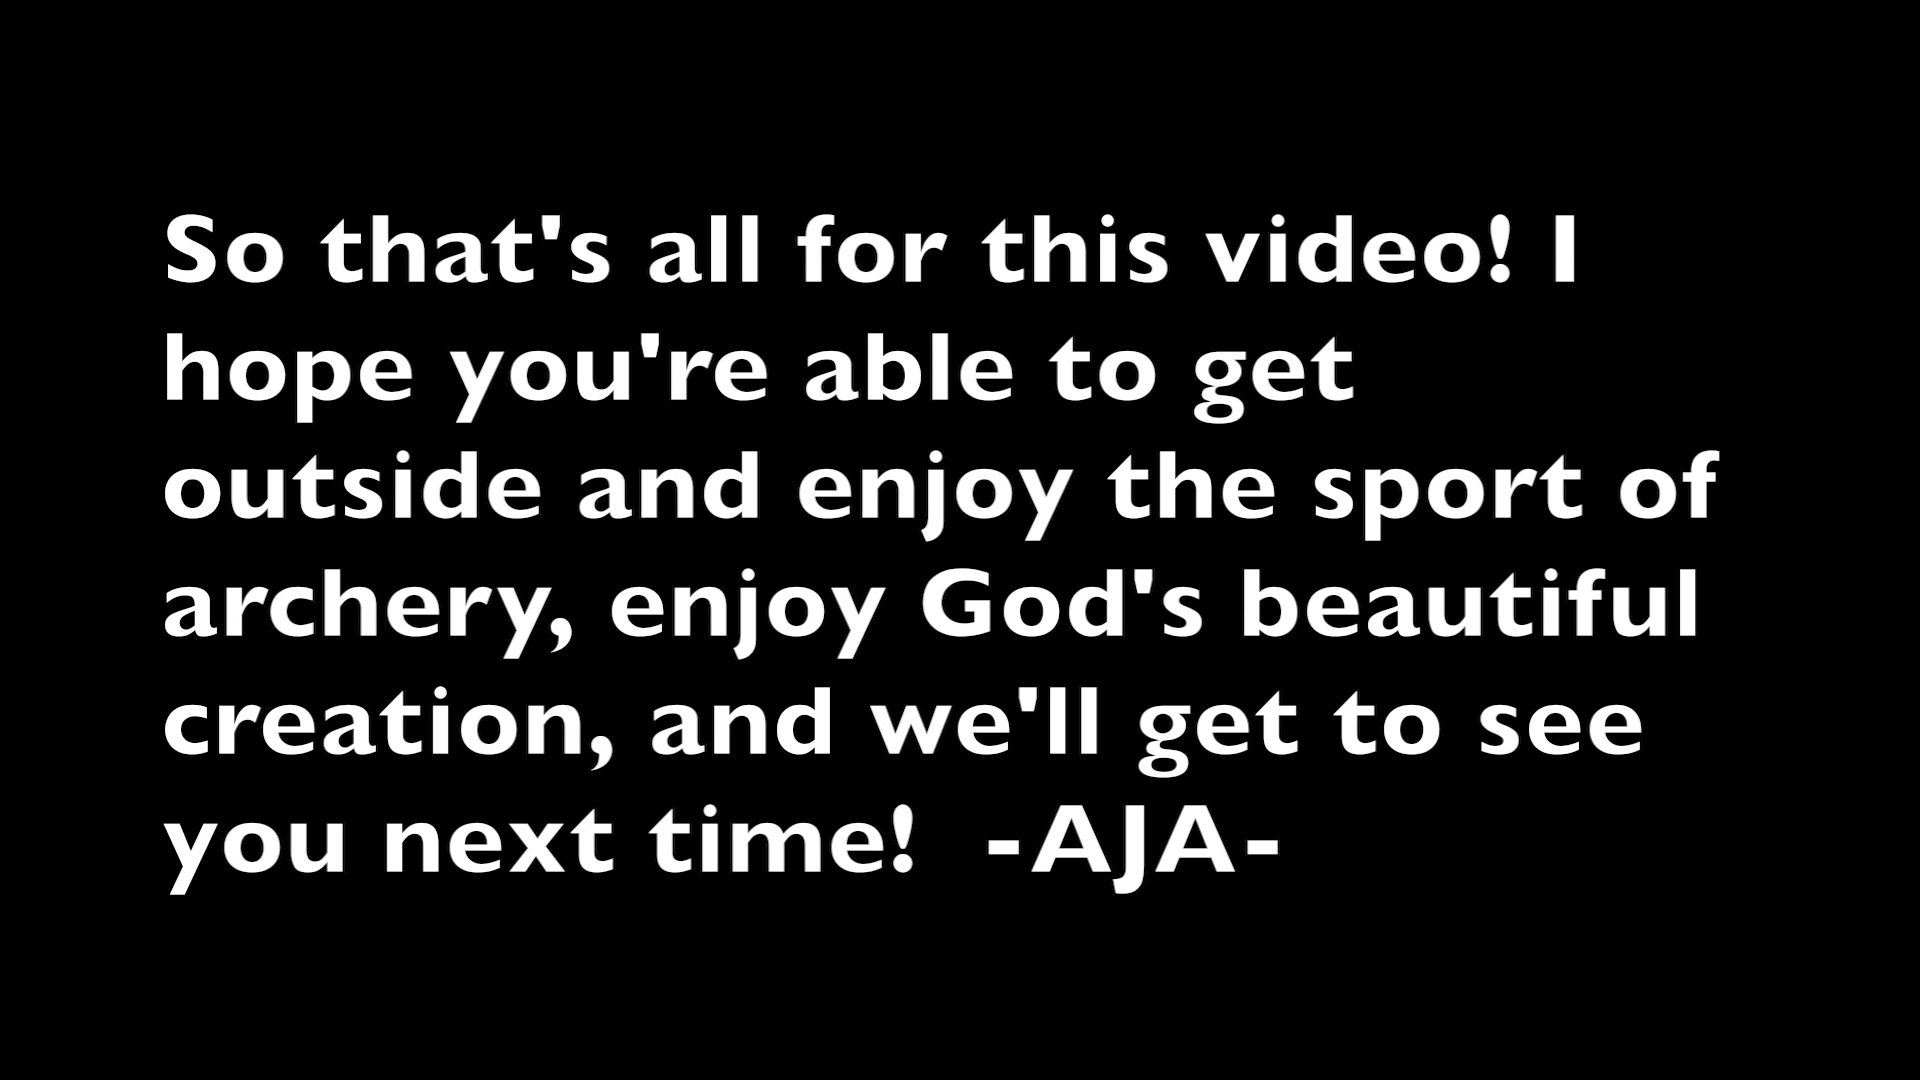 So that's all for this video! I
hope you're able to get
outside and enjoy the sport of
archery, enjoy God's beautiful
creation, and we'll get to see
you next time!  -AJA-